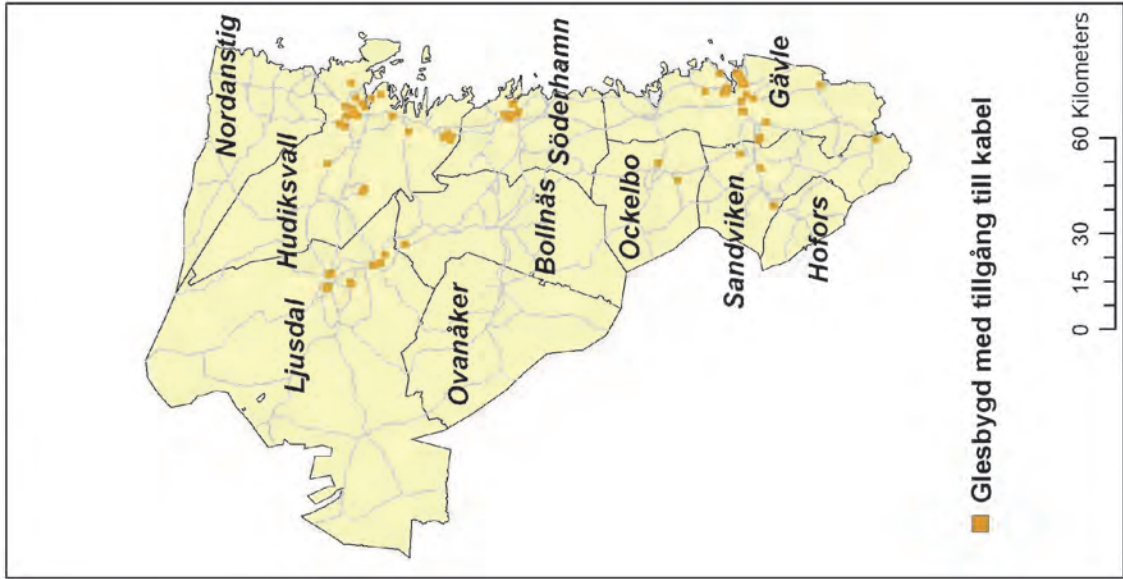 Nordanstig
Hudiksvall
Ljusdal
Ovanåker
Bollnäs
Söderhamn
Ockelbo
Sandviken
Gävle
Hofors
Glesbygd med tillgång till kabel
0 15 30 60 Kilometers